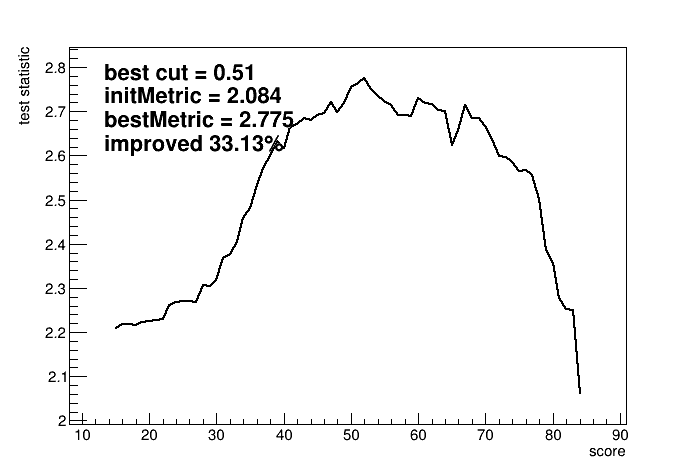 test statistic
best cut = 0.51
initMetric = 2.084
bestMetric = 2.775
improved 33.13%
2.8
2.7
2.6
2.5
2.4
2.3
2.2
2.1
2
10 20 30 40 50 60 70 80 90
score